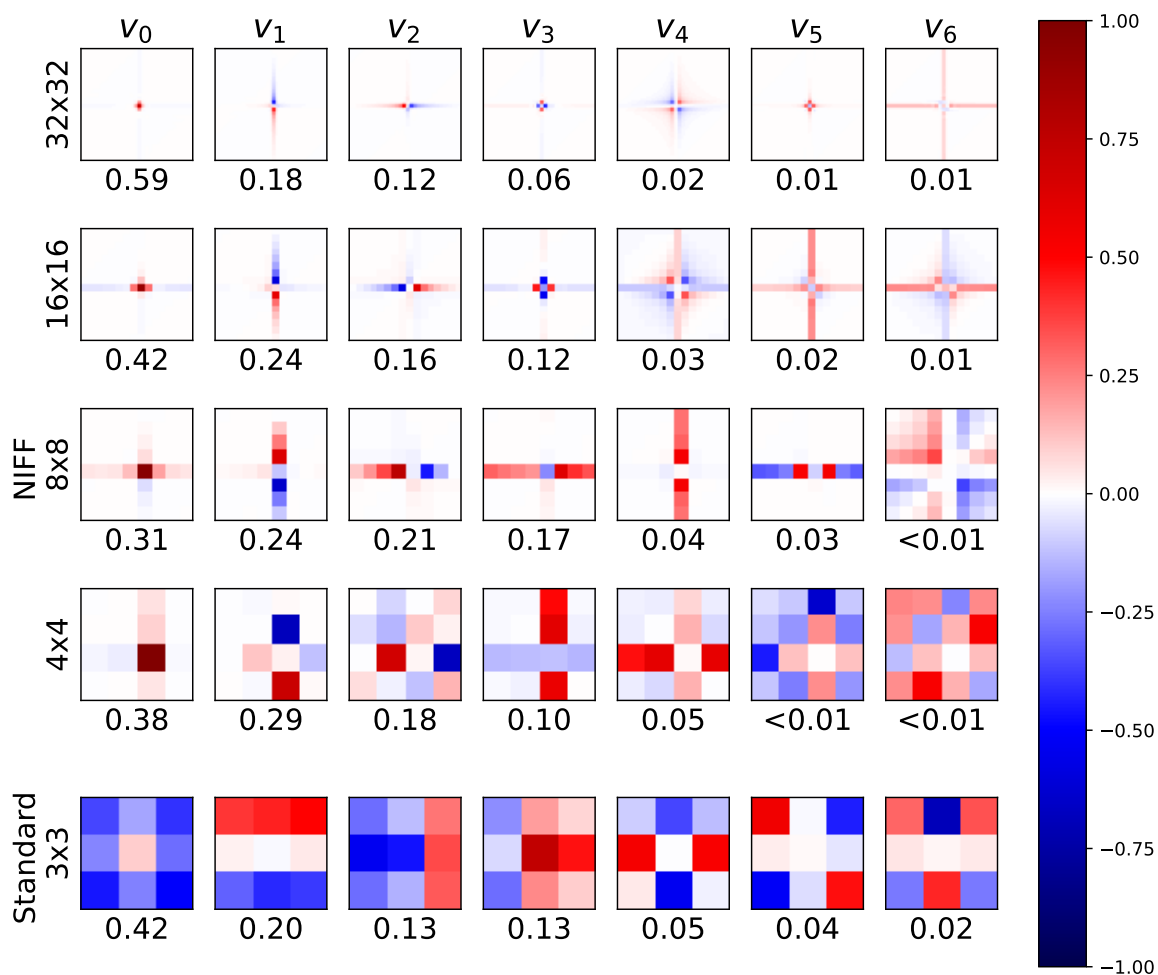 v0 v1 v2 v3 v4 v5 v6
32x32
0.59 0.18 0.12 0.06 0.02 0.01 0.01
16x16
0.42 0.24 0.16 0.12 0.03 0.02 0.01
NIFF
8x8
0.31 0.24 0.21 0.17 0.04 0.03 <0.01
4x4
0.38 0.29 0.18 0.10 0.05 <0.01 <0.01
Standard
3x3
0.42 0.20 0.13 0.13 0.05 0.04 0.02
1.00
0.75
0.50
0.25
0.00
−0.25
−0.50
−0.75
−1.00